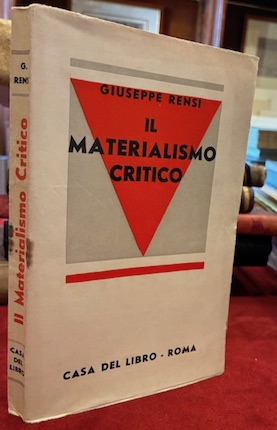 G.
RENSI
Il Materialismo Critico
CASA
DEL
LIBRO
GIUSEPPE RENSI
IL
MATERIALISMO
CRITICO
CASA DEL LIBRO - ROMA